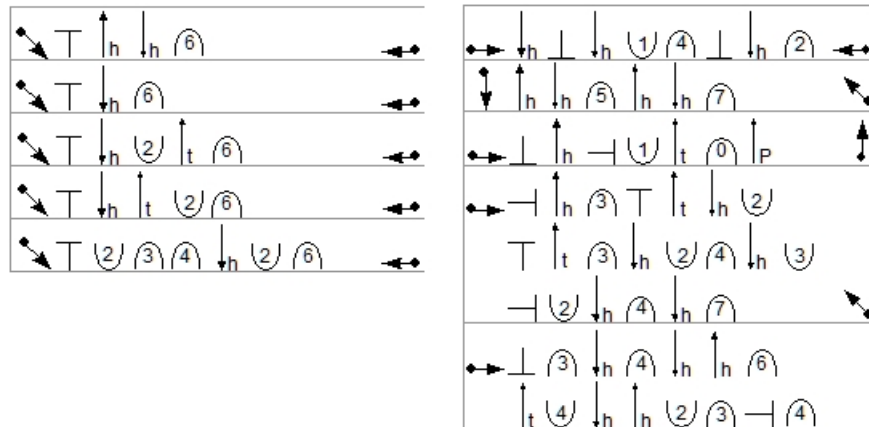 h h 6
h 6
h 2 t 6
h t 2 6
2 3 4 h 2 6
h h 1 4 h 2
h h 5 h h 7
h 1 t 0 P
h 3 t h 2
t 3 h 2 4 h 3
2 h 4 h 7
3 h 4 h h 6
t 4 h h 2 3 4